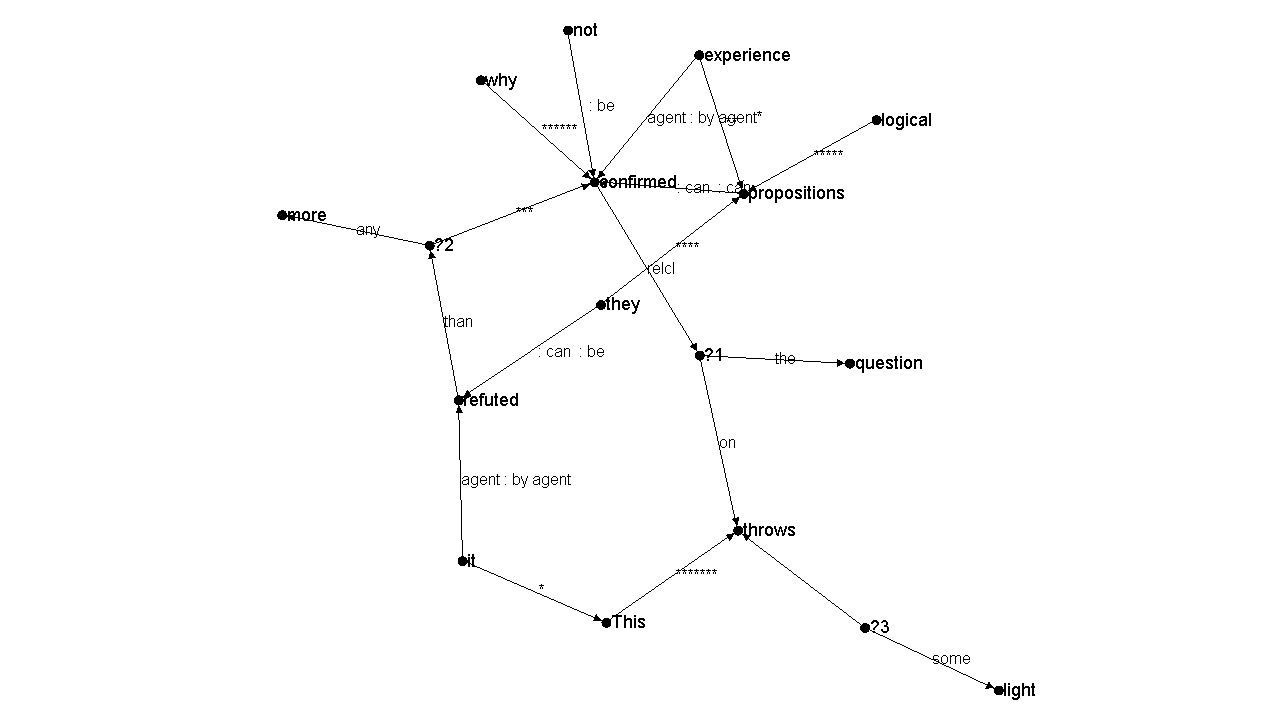 not
experience
why
: be
agent : by agent*
logical
******
*****
confirmed
: can : can
propositions
***
more
any
?2
****
relcl
they
than
: can : be
?1
the
question
refuted
on
agent : by agent
throws
it
*
*******
This
?3
some
light